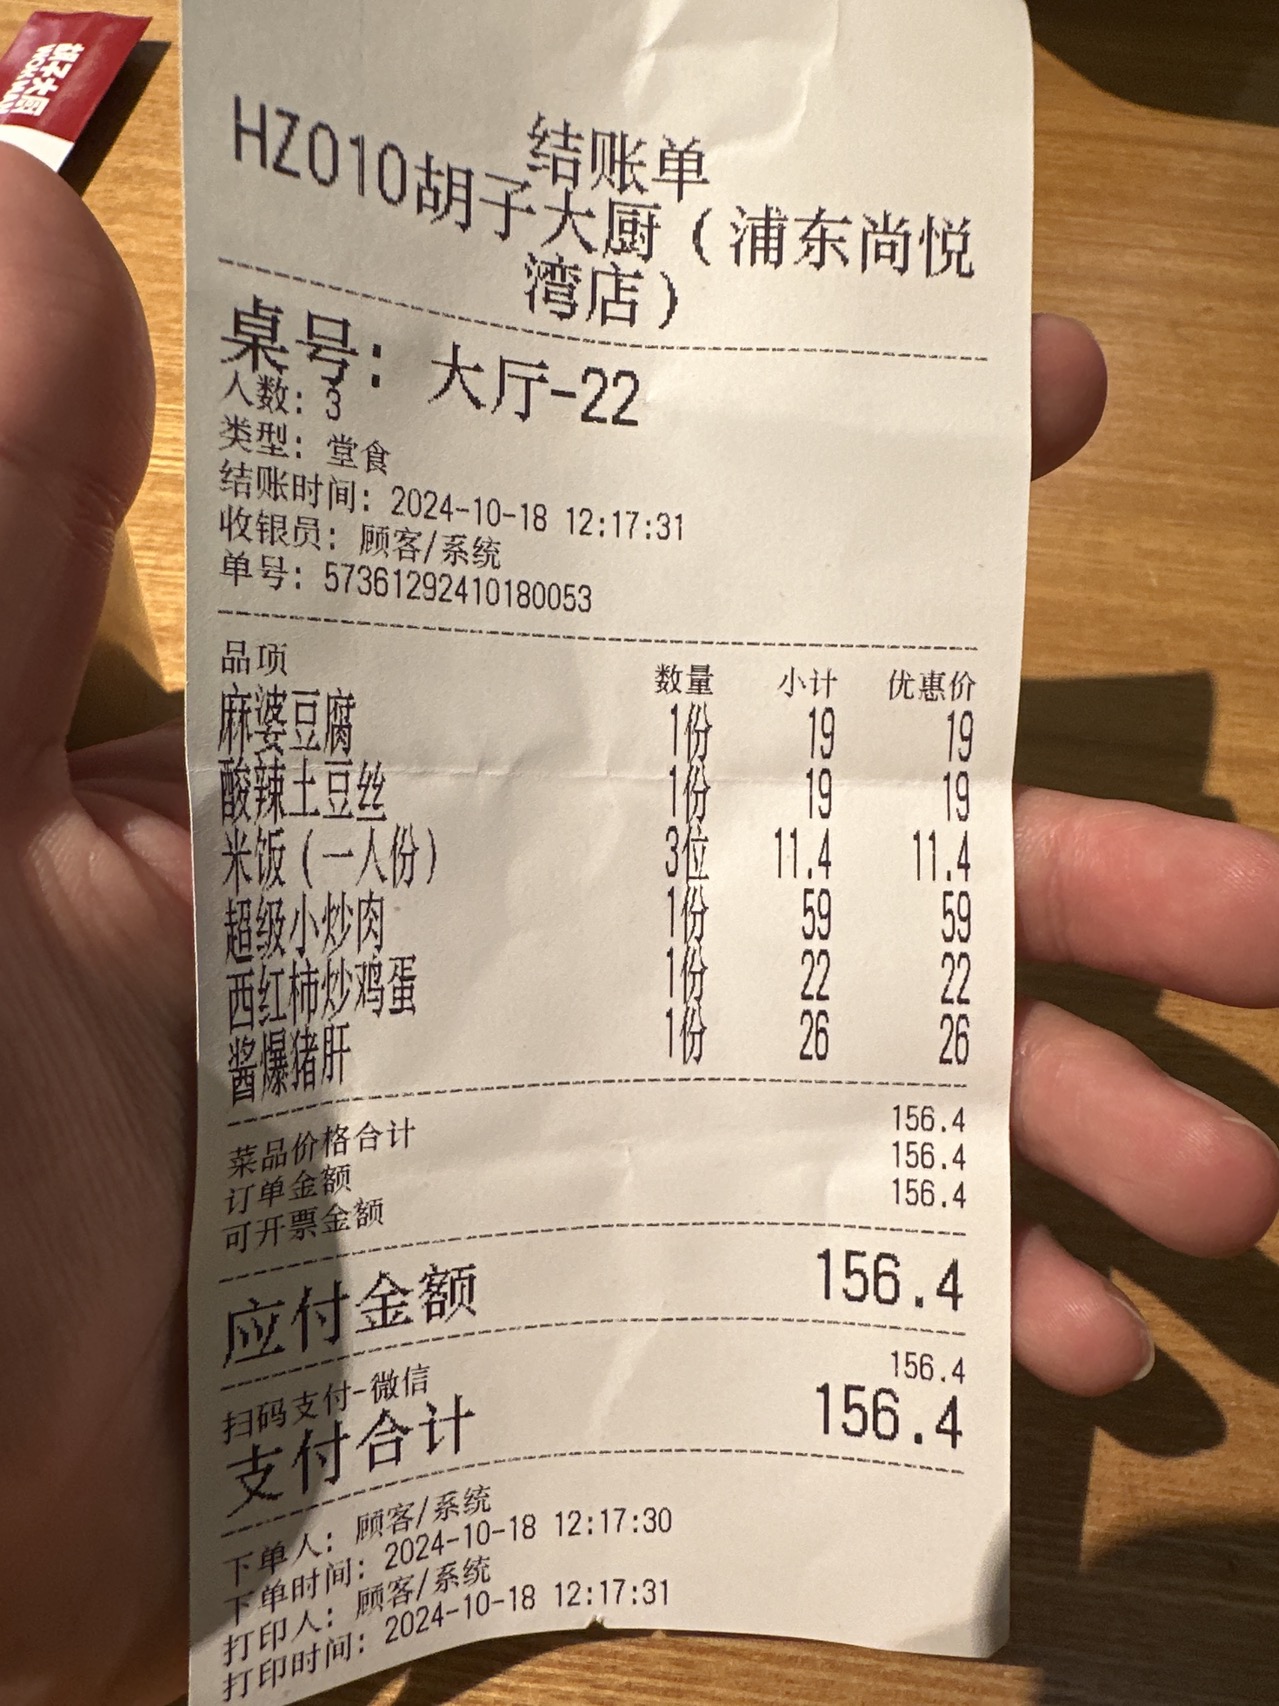 胡子大厨
结账单
HZ010胡子大厨（浦东尚悦
湾店）
桌号：大厅-22
人数：3
类型：堂食
结账时间：2024-10-18 12:17:31
收银员：顾客/系统
单号：57361292410180053
品项 数量 小计 优惠价
麻婆豆腐 1份 19 19
酸辣土豆丝 1份 19 19
米饭（一人份） 3位 11.4 11.4
超级小炒肉 1份 59 59
西红柿炒鸡蛋 1份 22 22
酱爆猪肝 1份 26 26
菜品价格合计 156.4
订单金额 156.4
可开票金额 156.4
应付金额 156.4
扫码支付-微信 156.4
支付合计 156.4
下单人：顾客/系统
下单时间：2024-10-18 12:17:30
打印人：顾客/系统
打印时间：2024-10-18 12:17:31